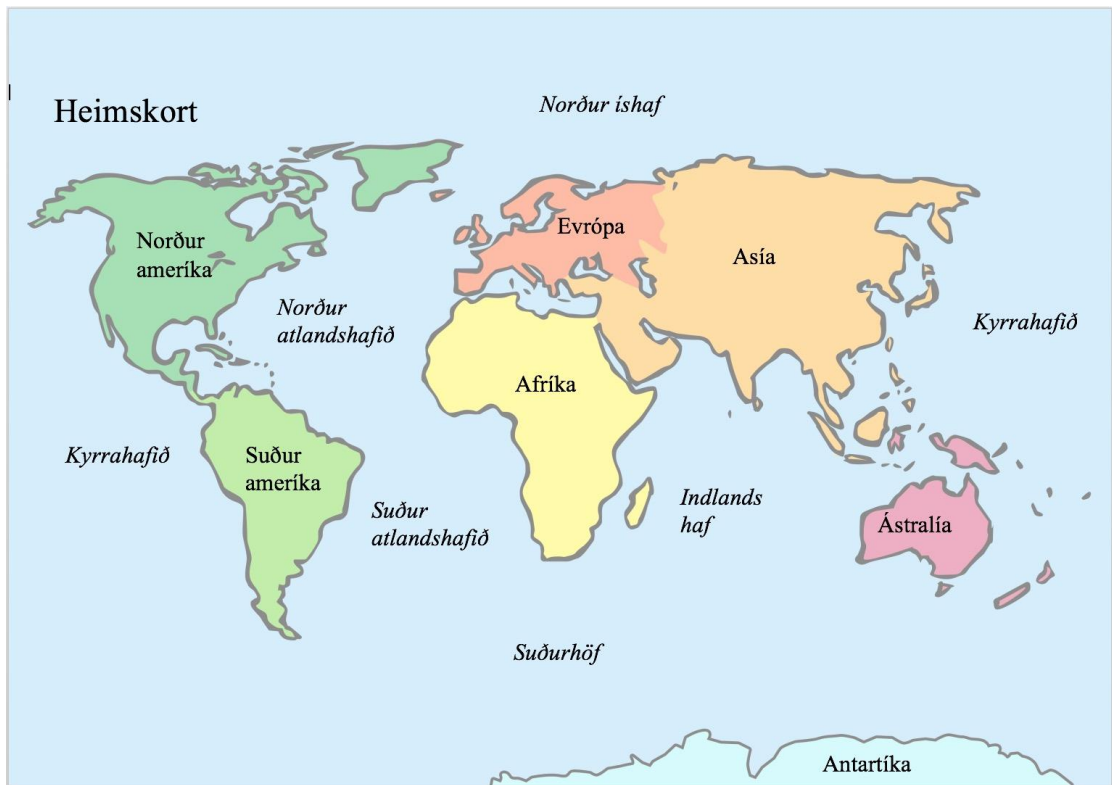 Heimskort
Norður íshaf
Norður
ameríka
Evrópa
Asía
Norður
atlandshafið
Kyrrahafið
Afríka
Kyrrahafið
Suður
ameríka
Suður
atlandshafið
Indlands
haf
Ástralía
Suðurhöf
Antartíka